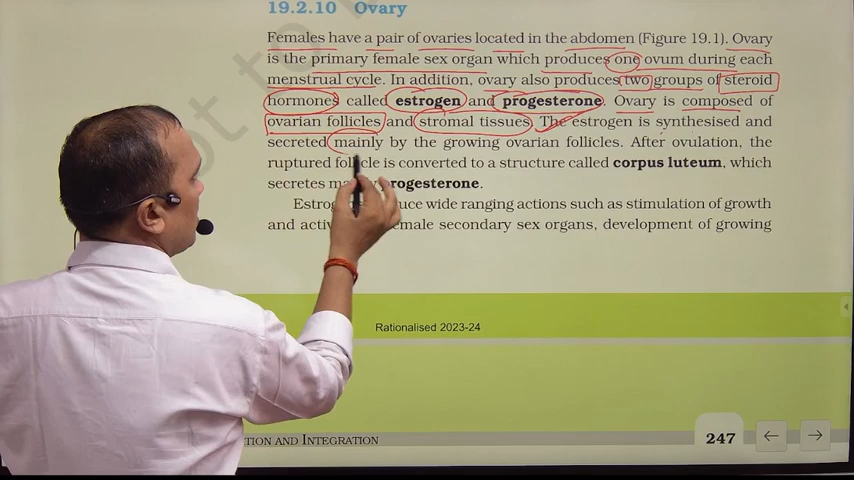 19.2.10 Ovary
Females have a pair of ovaries located in the abdomen (Figure 19.1). Ovary
is the primary female sex organ which produces one ovum during each
menstrual cycle. In addition, ovary also produces two groups of steroid
hormones called estrogen and progesterone. Ovary is composed of
ovarian follicles and stromal tissues. The estrogen is synthesised and
secreted mainly by the growing ovarian follicles. After ovulation, the
ruptured follicle is converted to a structure called corpus luteum, which
secretes progesterone.
wide ranging actions such as stimulation of growth
and secondary sex organs, development of growing
Rationalised 2023-24
AND INTEGRATION
247